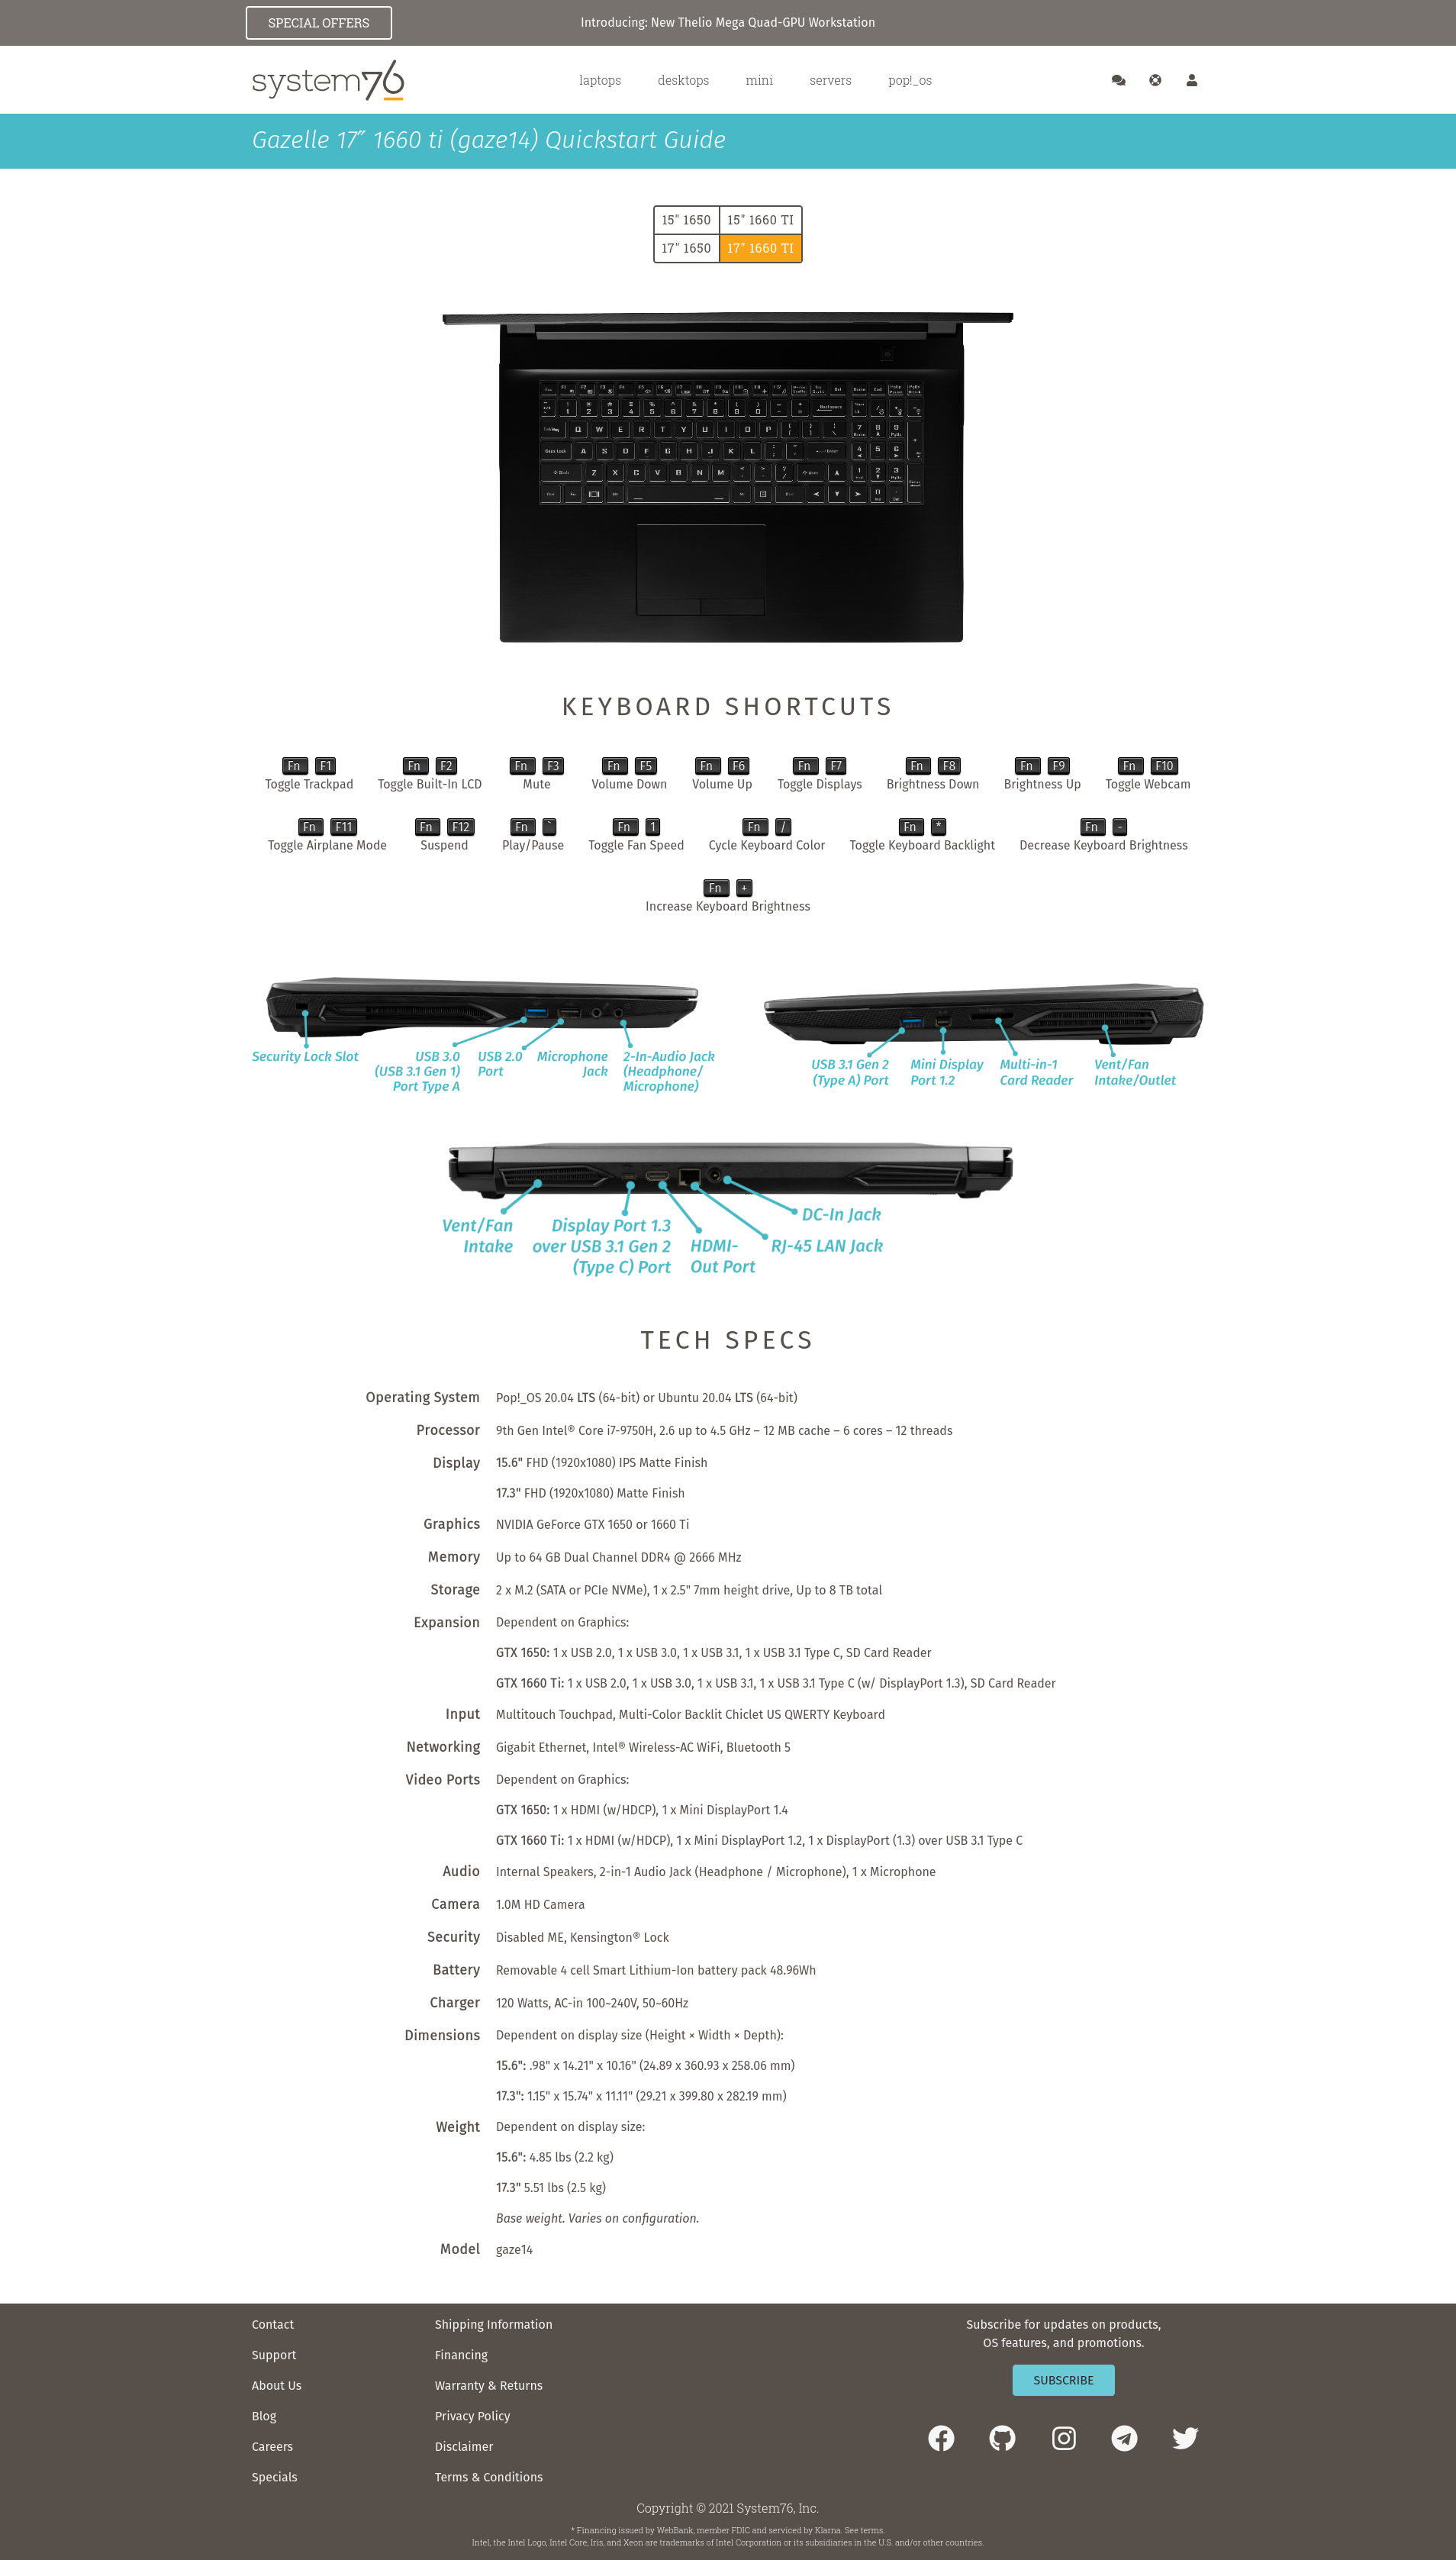 SPECIAL OFFERS
Introducing: New Thelio Mega Quad-GPU Workstation
system76
laptops desktops mini servers pop!_os
Gazelle 17″ 1660 ti (gaze14) Quickstart Guide
15" 1650 15" 1660 TI
17" 1650 17" 1660 TI
KEYBOARD SHORTCUTS
Fn F1 Fn F2 Fn F3 Fn F5 Fn F6 Fn F7 Fn F8 Fn F9 Fn F10
Toggle Trackpad Toggle Built-In LCD Mute Volume Down Volume Up Toggle Displays Brightness Down Brightness Up Toggle Webcam
Fn F11 Fn F12 Fn ` Fn 1 Fn / Fn * Fn -
Toggle Airplane Mode Suspend Play/Pause Toggle Fan Speed Cycle Keyboard Color Toggle Keyboard Backlight Decrease Keyboard Brightness
Fn +
Increase Keyboard Brightness
Security Lock Slot
USB 3.0
(USB 3.1 Gen 1)
Port Type A
USB 2.0
Port
Microphone
Jack
2-In-Audio Jack
(Headphone/
Microphone)
USB 3.1 Gen 2
(Type A) Port
Mini Display
Port 1.2
Multi-in-1
Card Reader
Vent/Fan
Intake/Outlet
Vent/Fan
Intake
Display Port 1.3
over USB 3.1 Gen 2
(Type C) Port
HDMI-
Out Port
RJ-45 LAN Jack
DC-In Jack
TECH SPECS
Operating System Pop!_OS 20.04 LTS (64-bit) or Ubuntu 20.04 LTS (64-bit)
Processor 9th Gen Intel® Core i7-9750H, 2.6 up to 4.5 GHz – 12 MB cache – 6 cores – 12 threads
Display 15.6" FHD (1920x1080) IPS Matte Finish
17.3" FHD (1920x1080) Matte Finish
Graphics NVIDIA GeForce GTX 1650 or 1660 Ti
Memory Up to 64 GB Dual Channel DDR4 @ 2666 MHz
Storage 2 x M.2 (SATA or PCIe NVMe), 1 x 2.5" 7mm height drive, Up to 8 TB total
Expansion Dependent on Graphics:
GTX 1650: 1 x USB 2.0, 1 x USB 3.0, 1 x USB 3.1, 1 x USB 3.1 Type C, SD Card Reader
GTX 1660 Ti: 1 x USB 2.0, 1 x USB 3.0, 1 x USB 3.1, 1 x USB 3.1 Type C (w/ DisplayPort 1.3), SD Card Reader
Input Multitouch Touchpad, Multi-Color Backlit Chiclet US QWERTY Keyboard
Networking Gigabit Ethernet, Intel® Wireless-AC WiFi, Bluetooth 5
Video Ports Dependent on Graphics:
GTX 1650: 1 x HDMI (w/HDCP), 1 x Mini DisplayPort 1.4
GTX 1660 Ti: 1 x HDMI (w/HDCP), 1 x Mini DisplayPort 1.2, 1 x DisplayPort (1.3) over USB 3.1 Type C
Audio Internal Speakers, 2-in-1 Audio Jack (Headphone / Microphone), 1 x Microphone
Camera 1.0M HD Camera
Security Disabled ME, Kensington® Lock
Battery Removable 4 cell Smart Lithium-Ion battery pack 48.96Wh
Charger 120 Watts, AC-in 100~240V, 50~60Hz
Dimensions Dependent on display size (Height × Width × Depth):
15.6": .98" x 14.21" x 10.16" (24.89 x 360.93 x 258.06 mm)
17.3": 1.15" x 15.74" x 11.11" (29.21 x 399.80 x 282.19 mm)
Weight Dependent on display size:
15.6": 4.85 lbs (2.2 kg)
17.3" 5.51 lbs (2.5 kg)
Base weight. Varies on configuration.
Model gaze14
Contact
Support
About Us
Blog
Careers
Specials
Shipping Information
Financing
Warranty & Returns
Privacy Policy
Disclaimer
Terms & Conditions
Subscribe for updates on products,
OS features, and promotions.
SUBSCRIBE
Copyright © 2021 System76, Inc.
* Financing issued by WebBank, member FDIC and serviced by Klarna. See terms.
Intel, the Intel Logo, Intel Core, Iris, and Xeon are trademarks of Intel Corporation or its subsidiaries in the U.S. and/or other countries.